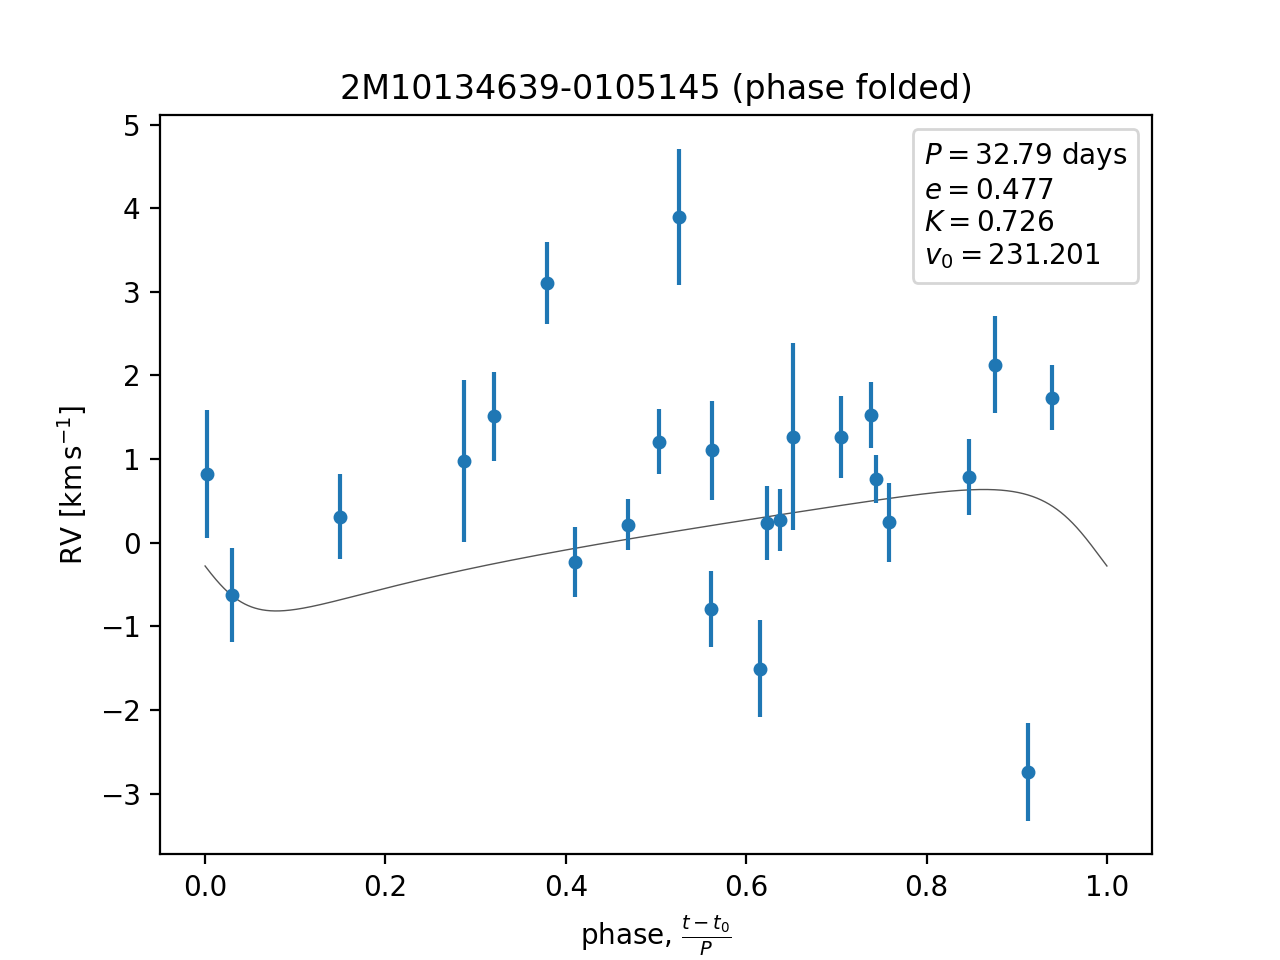 2M10134639-0105145 (phase folded)
P = 32.79 days
e = 0.477
K = 0.726
v₀ = 231.201
RV [km s⁻¹]
5
4
3
2
1
0
−1
−2
−3
0.0 0.2 0.4 0.6 0.8 1.0
phase, (t − t₀)/P